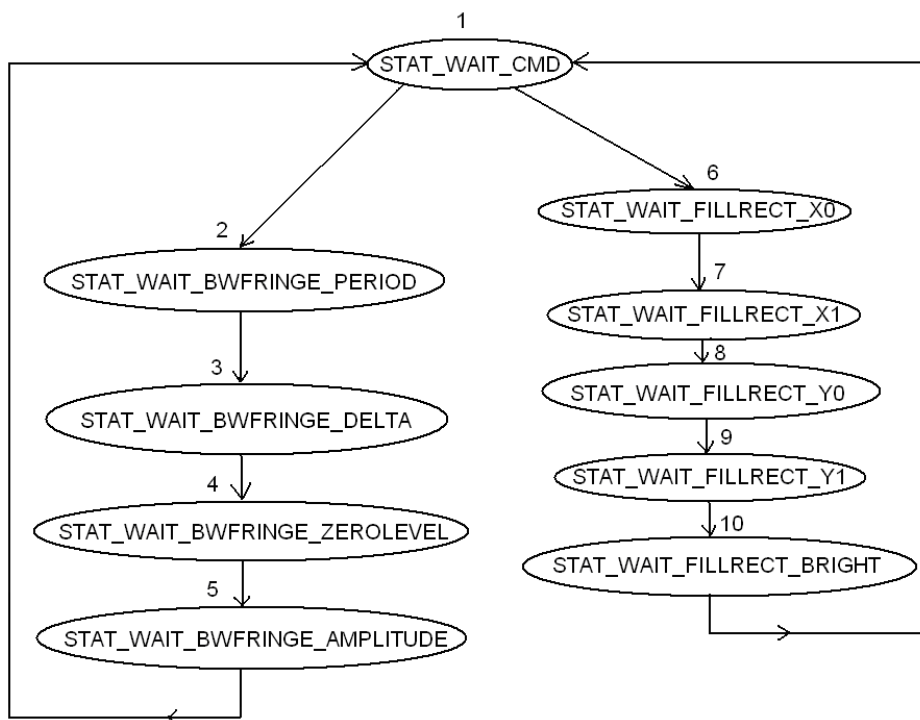 1
STAT_WAIT_CMD
2
STAT_WAIT_BWFRINGE_PERIOD
3
STAT_WAIT_BWFRINGE_DELTA
4
STAT_WAIT_BWFRINGE_ZEROLEVEL
5
STAT_WAIT_BWFRINGE_AMPLITUDE
6
STAT_WAIT_FILLRECT_X0
7
STAT_WAIT_FILLRECT_X1
8
STAT_WAIT_FILLRECT_Y0
9
STAT_WAIT_FILLRECT_Y1
10
STAT_WAIT_FILLRECT_BRIGHT